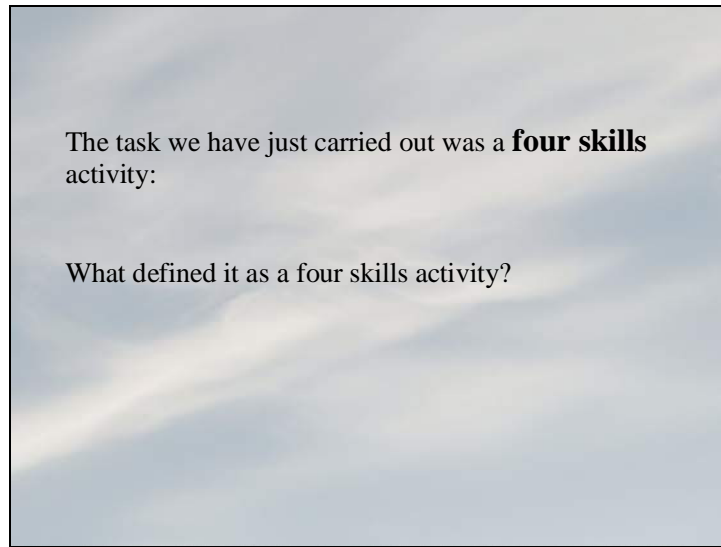 The task we have just carried out was a four skills
activity:
What defined it as a four skills activity?